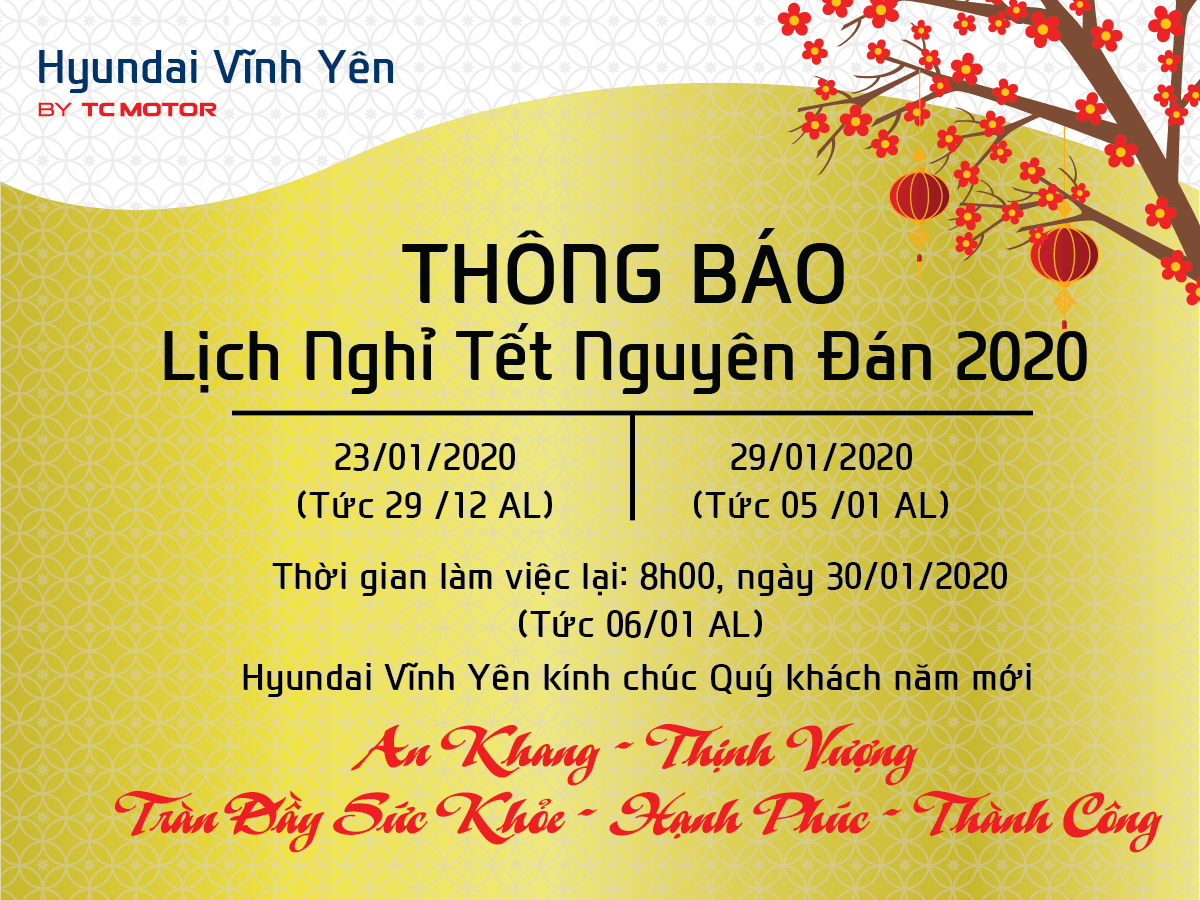 Hyundai Vĩnh Yên
BY TC MOTOR
THÔNG BÁO
Lịch Nghỉ Tết Nguyên Đán 2020
23/01/2020
(Tức 29 /12 AL)
29/01/2020
(Tức 05 /01 AL)
Thời gian làm việc lại: 8h00, ngày 30/01/2020
(Tức 06/01 AL)
Hyundai Vĩnh Yên kính chúc Quý khách năm mới
An Khang - Thịnh Vượng
Tràn Đầy Sức Khỏe - Hạnh Phúc - Thành Công